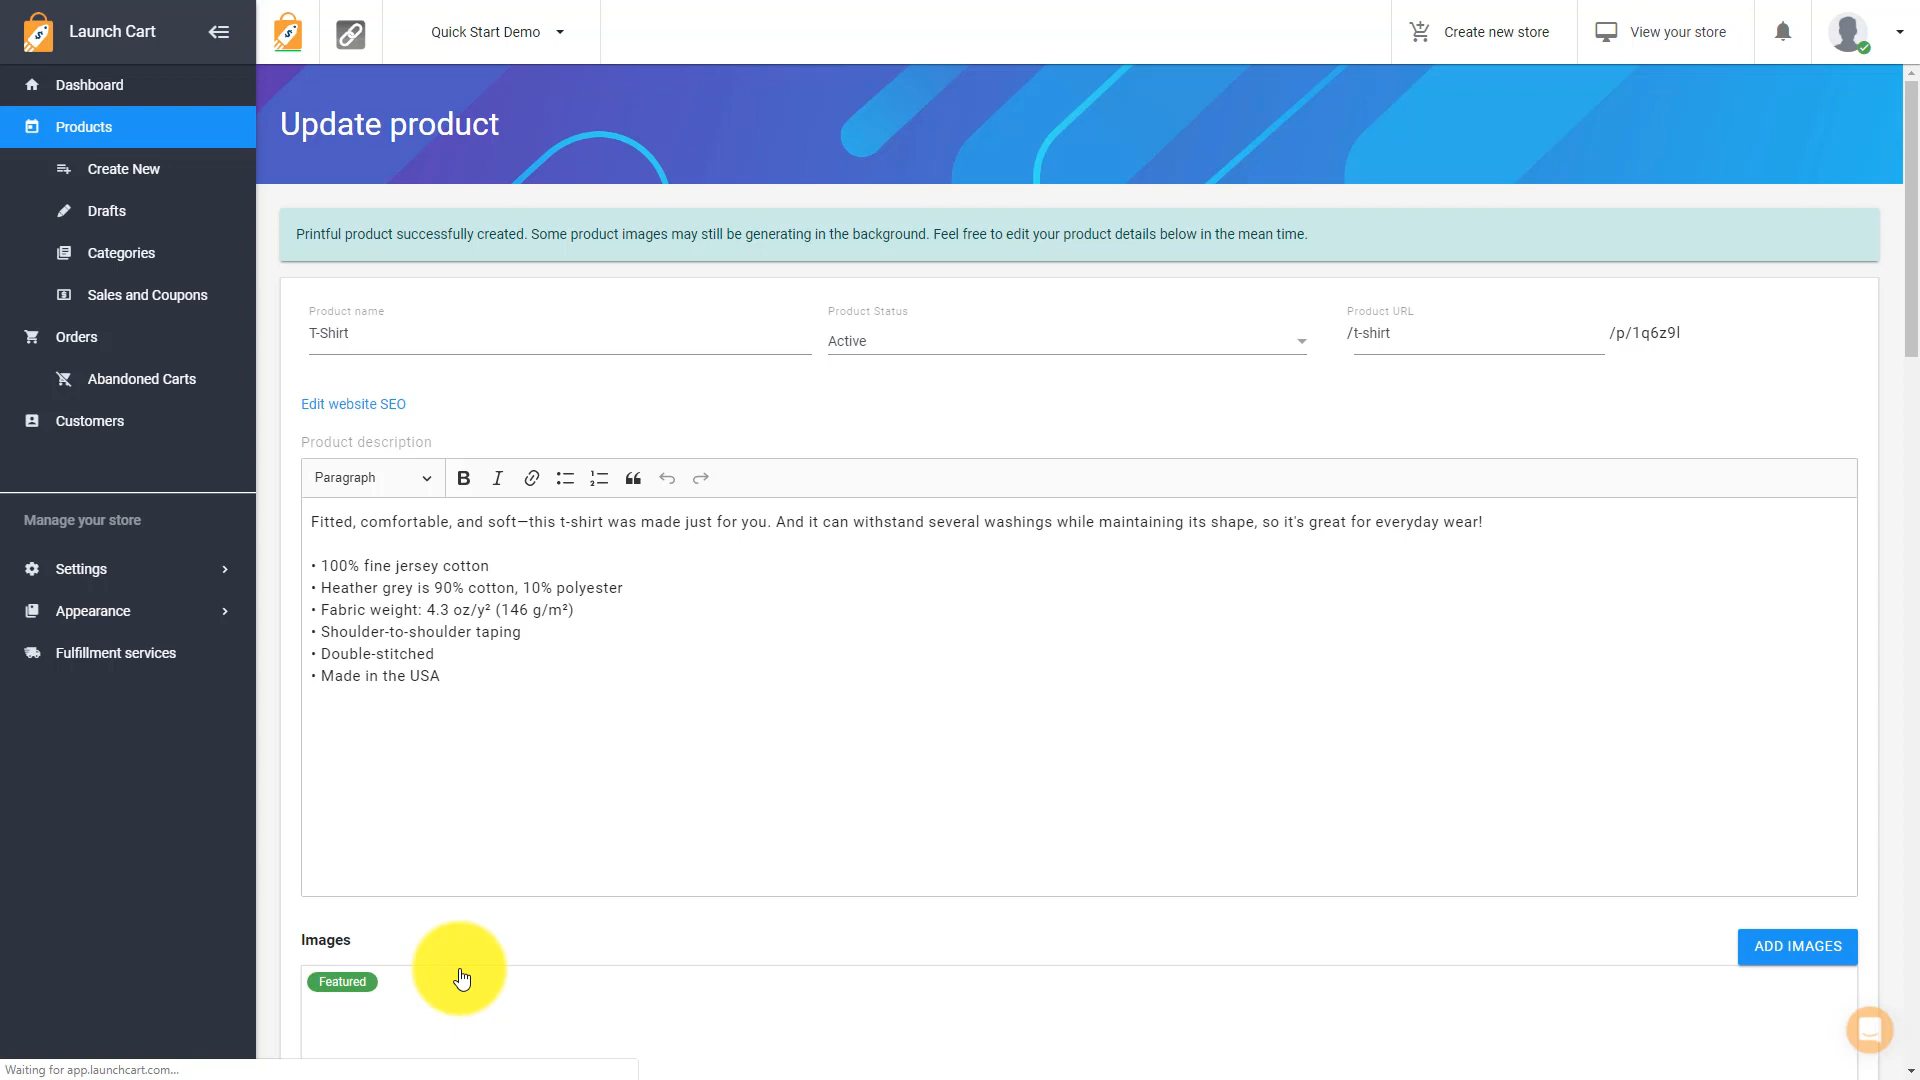 Launch Cart
Quick Start Demo
Create new store
View your store
Dashboard
Products
Create New
Drafts
Categories
Sales and Coupons
Orders
Abandoned Carts
Customers
Manage your store
Settings
Appearance
Fulfillment services
Update product
Printful product successfully created. Some product images may still be generating in the background. Feel free to edit your product details below in the mean time.
Product name
T-Shirt
Product Status
Active
Product URL
/t-shirt
/p/1q6z9l
Edit website SEO
Product description
Paragraph
Fitted, comfortable, and soft—this t-shirt was made just for you. And it can withstand several washings while maintaining its shape, so it's great for everyday wear!
• 100% fine jersey cotton
• Heather grey is 90% cotton, 10% polyester
• Fabric weight: 4.3 oz/y² (146 g/m²)
• Shoulder-to-shoulder taping
• Double-stitched
• Made in the USA
Images
ADD IMAGES
Featured
Waiting for app.launchcart.com...